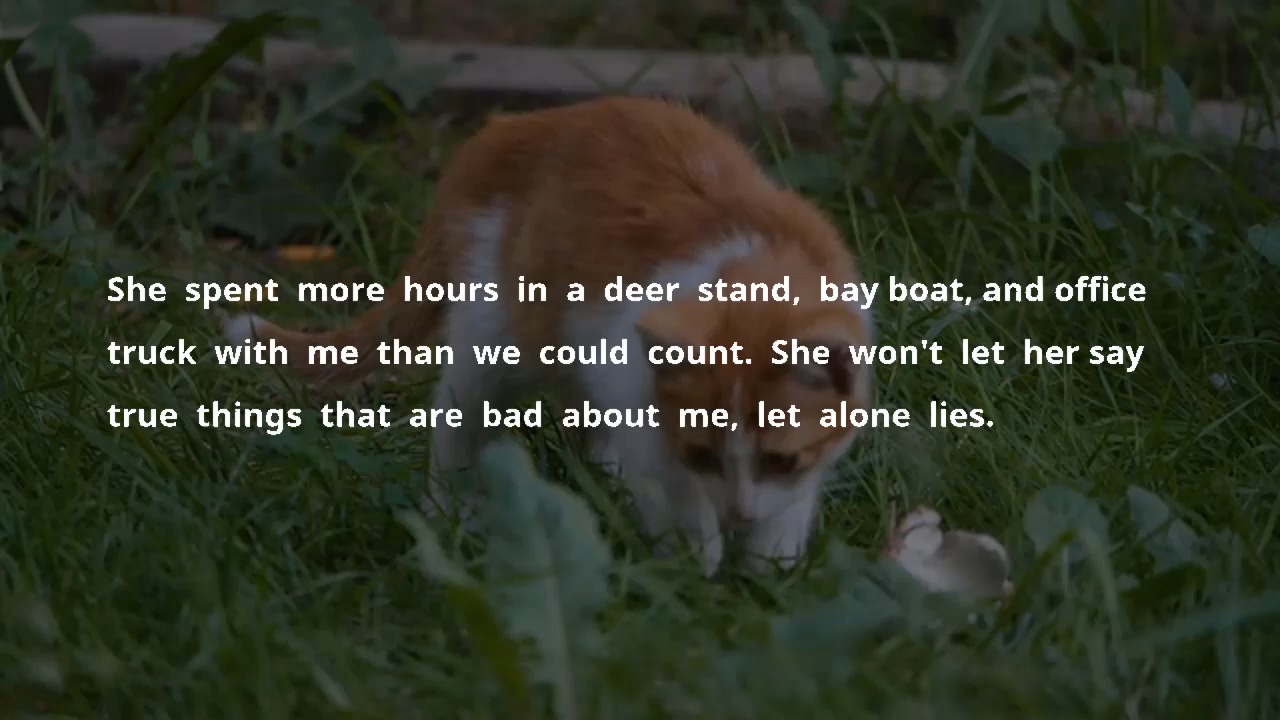 She spent more hours in a deer stand, bay boat, and office
truck with me than we could count. She won't let her say
true things that are bad about me, let alone lies.